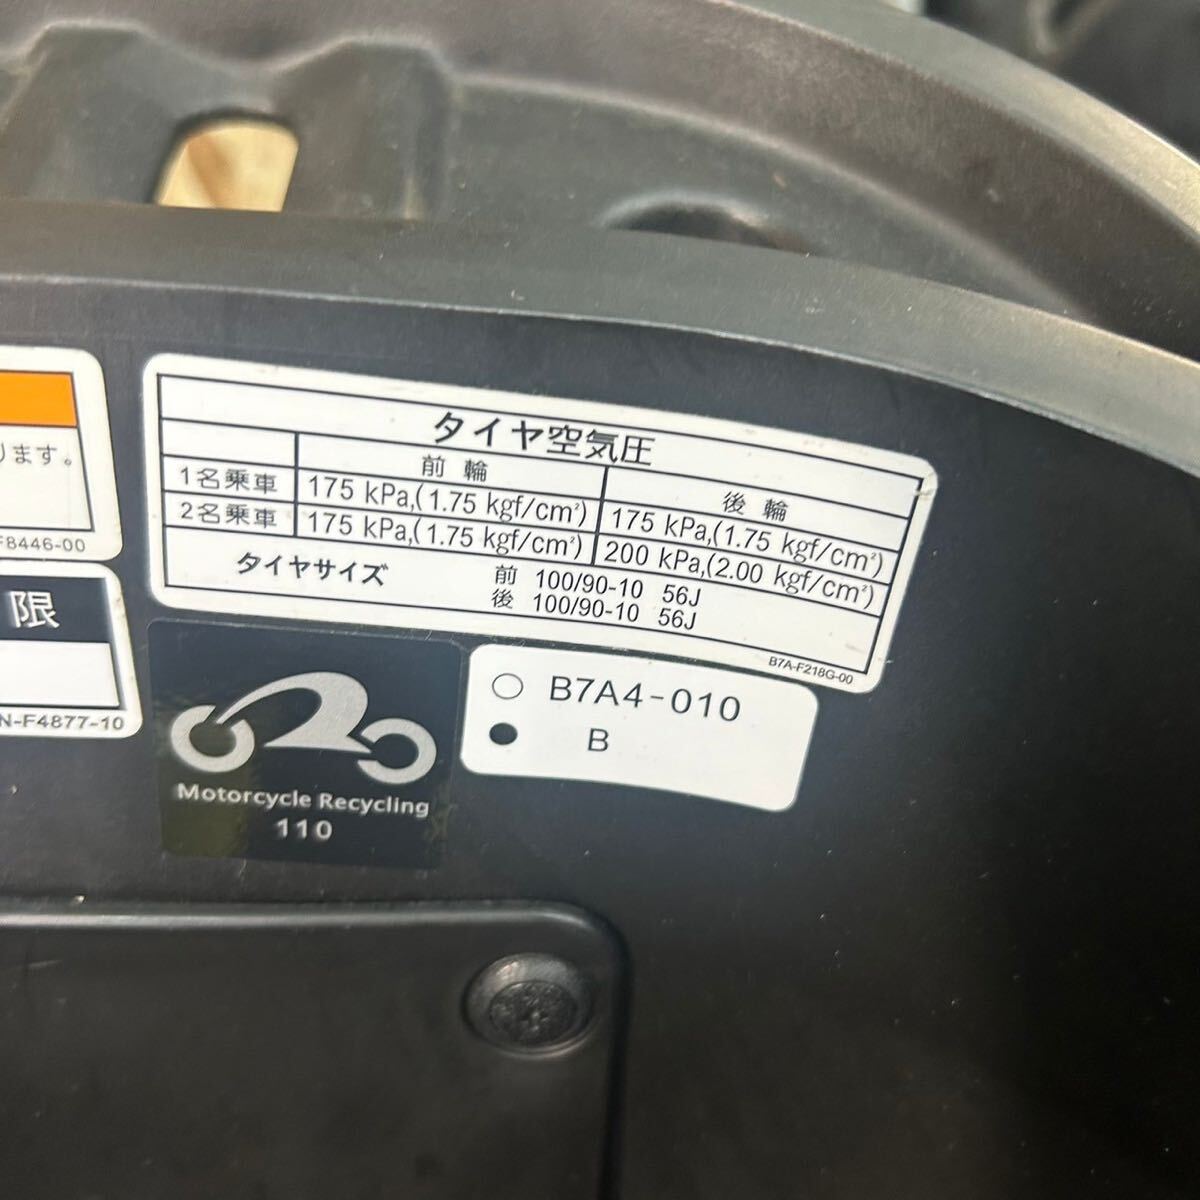 タイヤ空気圧
前 輪 後 輪
1名乗車 175 kPa,(1.75 kgf/cm²) 175 kPa,(1.75 kgf/cm²)
2名乗車 175 kPa,(1.75 kgf/cm²) 200 kPa,(2.00 kgf/cm²)
タイヤサイズ 前 100/90-10 56J
後 100/90-10 56J
B7A-F218G-00
ります。
F8446-00
限
N-F4877-10
Motorcycle Recycling
110
B7A4-010
B